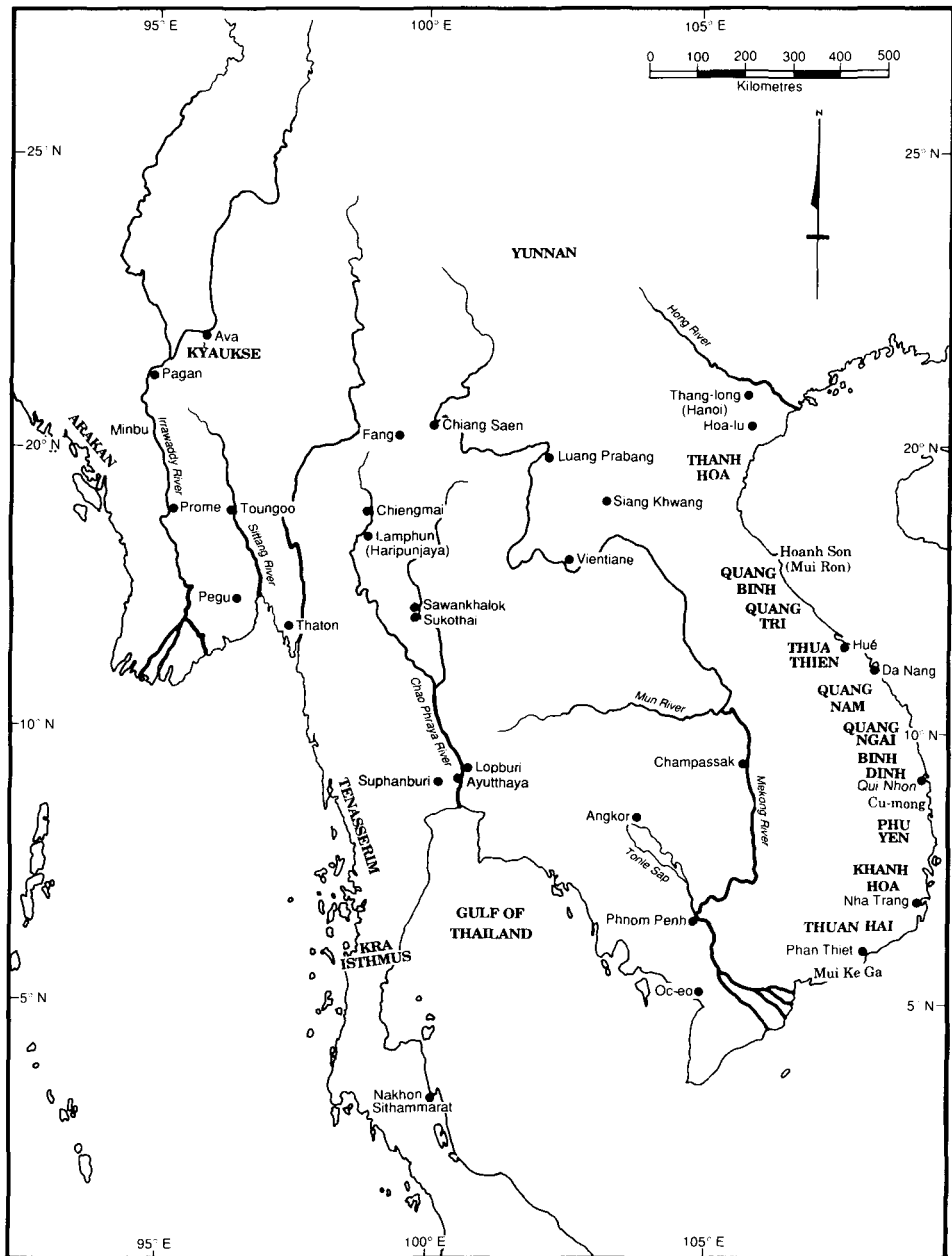 95° E
100° E
105° E
0 100 200 300 400 500
Kilometres
N
25° N
25° N
YUNNAN
Hong River
Ava
KYAUKSE
Pagan
Thang-long
(Hanoi)
Hoa-lu
ARAKAN
Minbu
Irrawaddy River
Fang
Chiang Saen
20° N
20° N
Luang Prabang
THANH
HOA
Prome
Toungoo
Sittang River
Chiengmai
Siang Khwang
Lamphun
(Haripunjaya)
Vientiane
Hoanh Son
(Mui Ron)
QUANG
BINH
QUANG
TRI
Pegu
Sawankhalok
Sukothai
Thaton
THUA
THIEN
Hué
Da Nang
Chao Phraya River
Mun River
QUANG
NAM
10° N
10° N
QUANG
NGAI
BINH
DINH
Qui Nhon
Cu-mong
Lopburi
Suphanburi
Ayutthaya
Champassak
Mekong River
TENASSERIM
Angkor
Tonle Sap
PHU
YEN
KHANH
HOA
Nha Trang
GULF OF
THAILAND
Phnom Penh
THUAN HAI
KRA
ISTHMUS
Phan Thiet
Mui Ke Ga
5° N
5° N
Oc-eo
Nakhon
Sithammarat
95° E
100° E
105° E